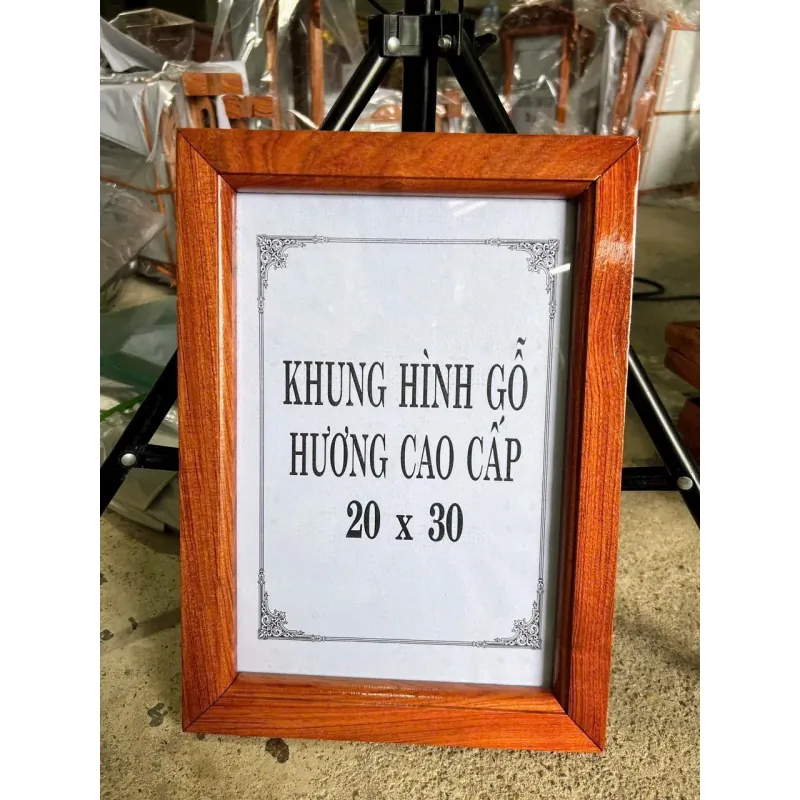 KHUNG HÌNH GỖ
HƯƠNG CAO CẤP
20 x 30